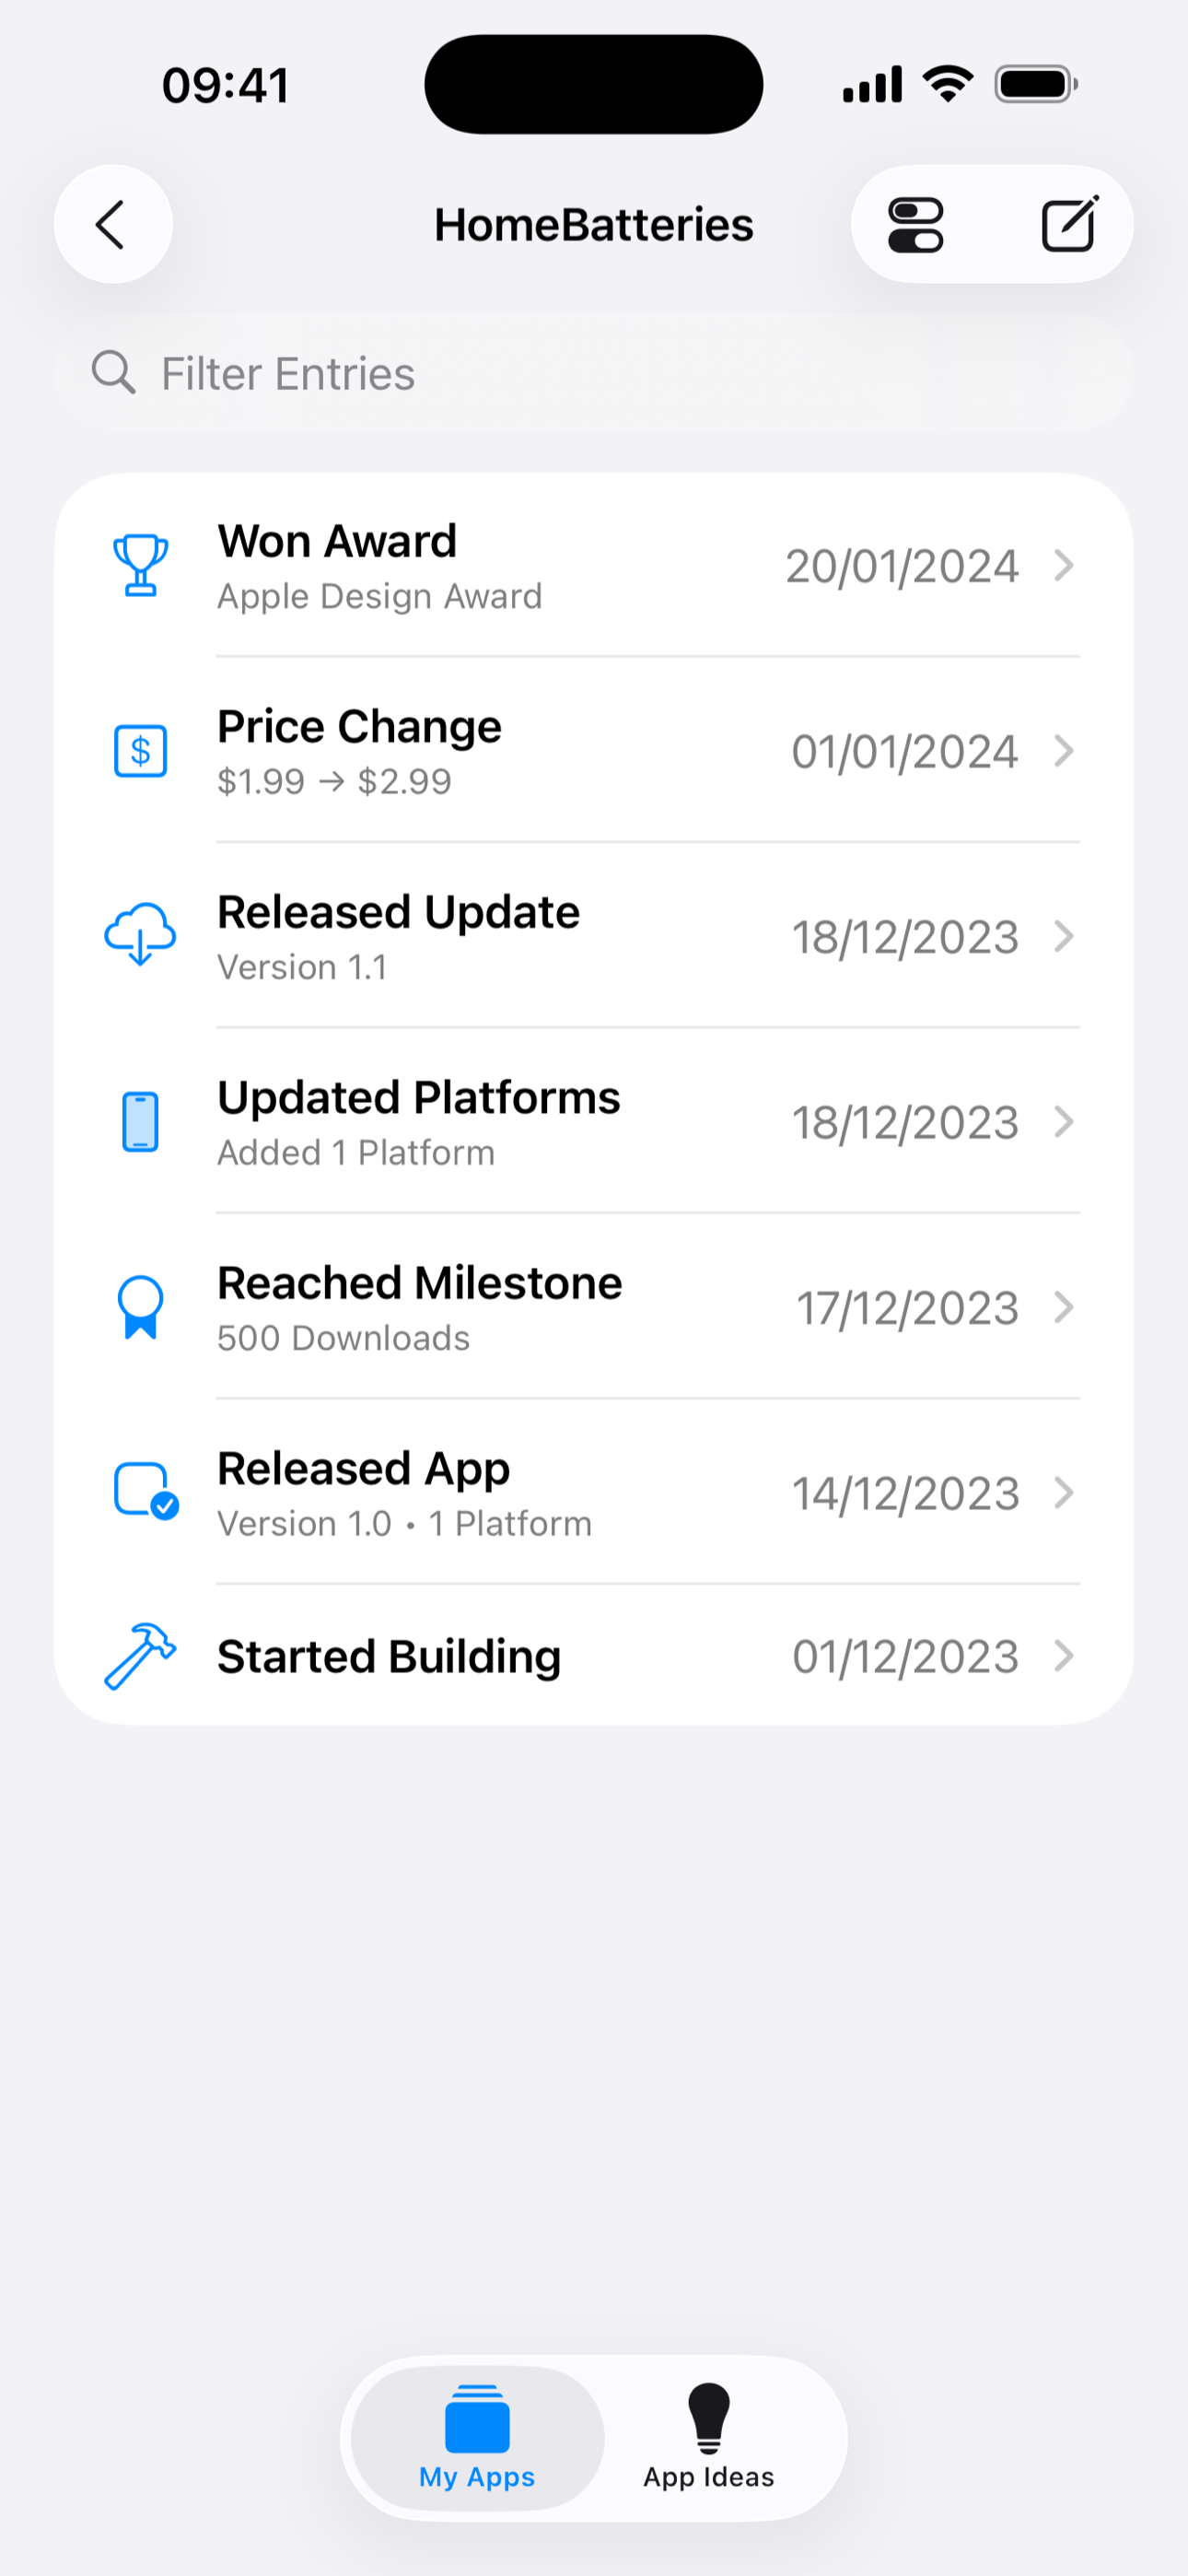 09:41
HomeBatteries
Filter Entries
Won Award
Apple Design Award
20/01/2024
Price Change
$1.99 → $2.99
01/01/2024
Released Update
Version 1.1
18/12/2023
Updated Platforms
Added 1 Platform
18/12/2023
Reached Milestone
500 Downloads
17/12/2023
Released App
Version 1.0 • 1 Platform
14/12/2023
Started Building
01/12/2023
My Apps
App Ideas